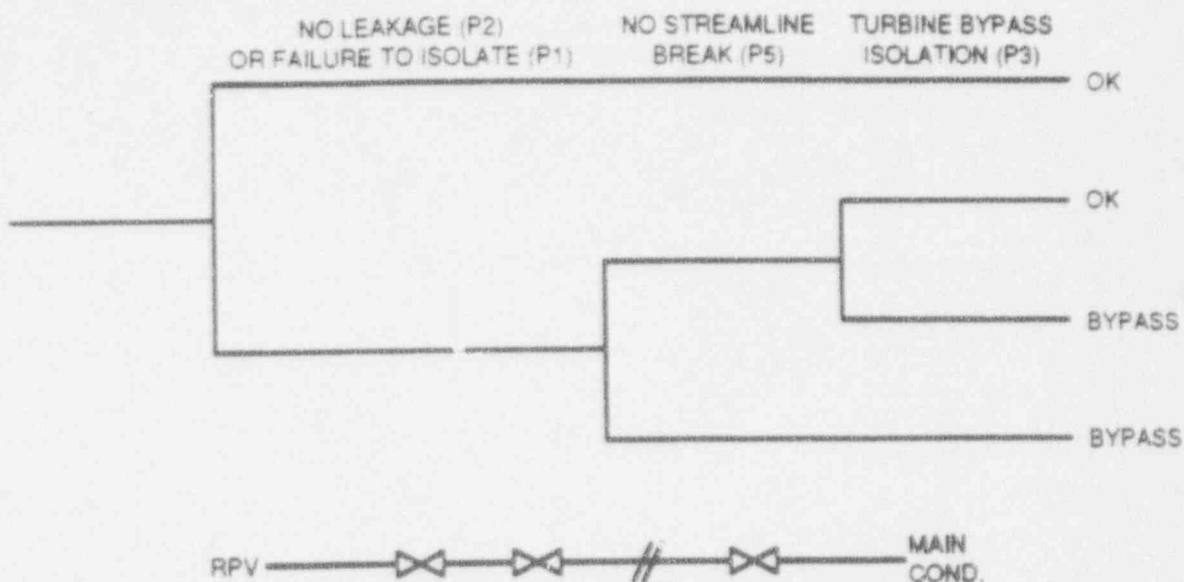 NO LEAKAGE (P2)
OR FAILURE TO ISOLATE (P1)
NO STREAMLINE
BREAK (P5)
TURBINE BYPASS
ISOLATION (P3)
OK
OK
BYPASS
BYPASS
RPV
MAIN
COND.